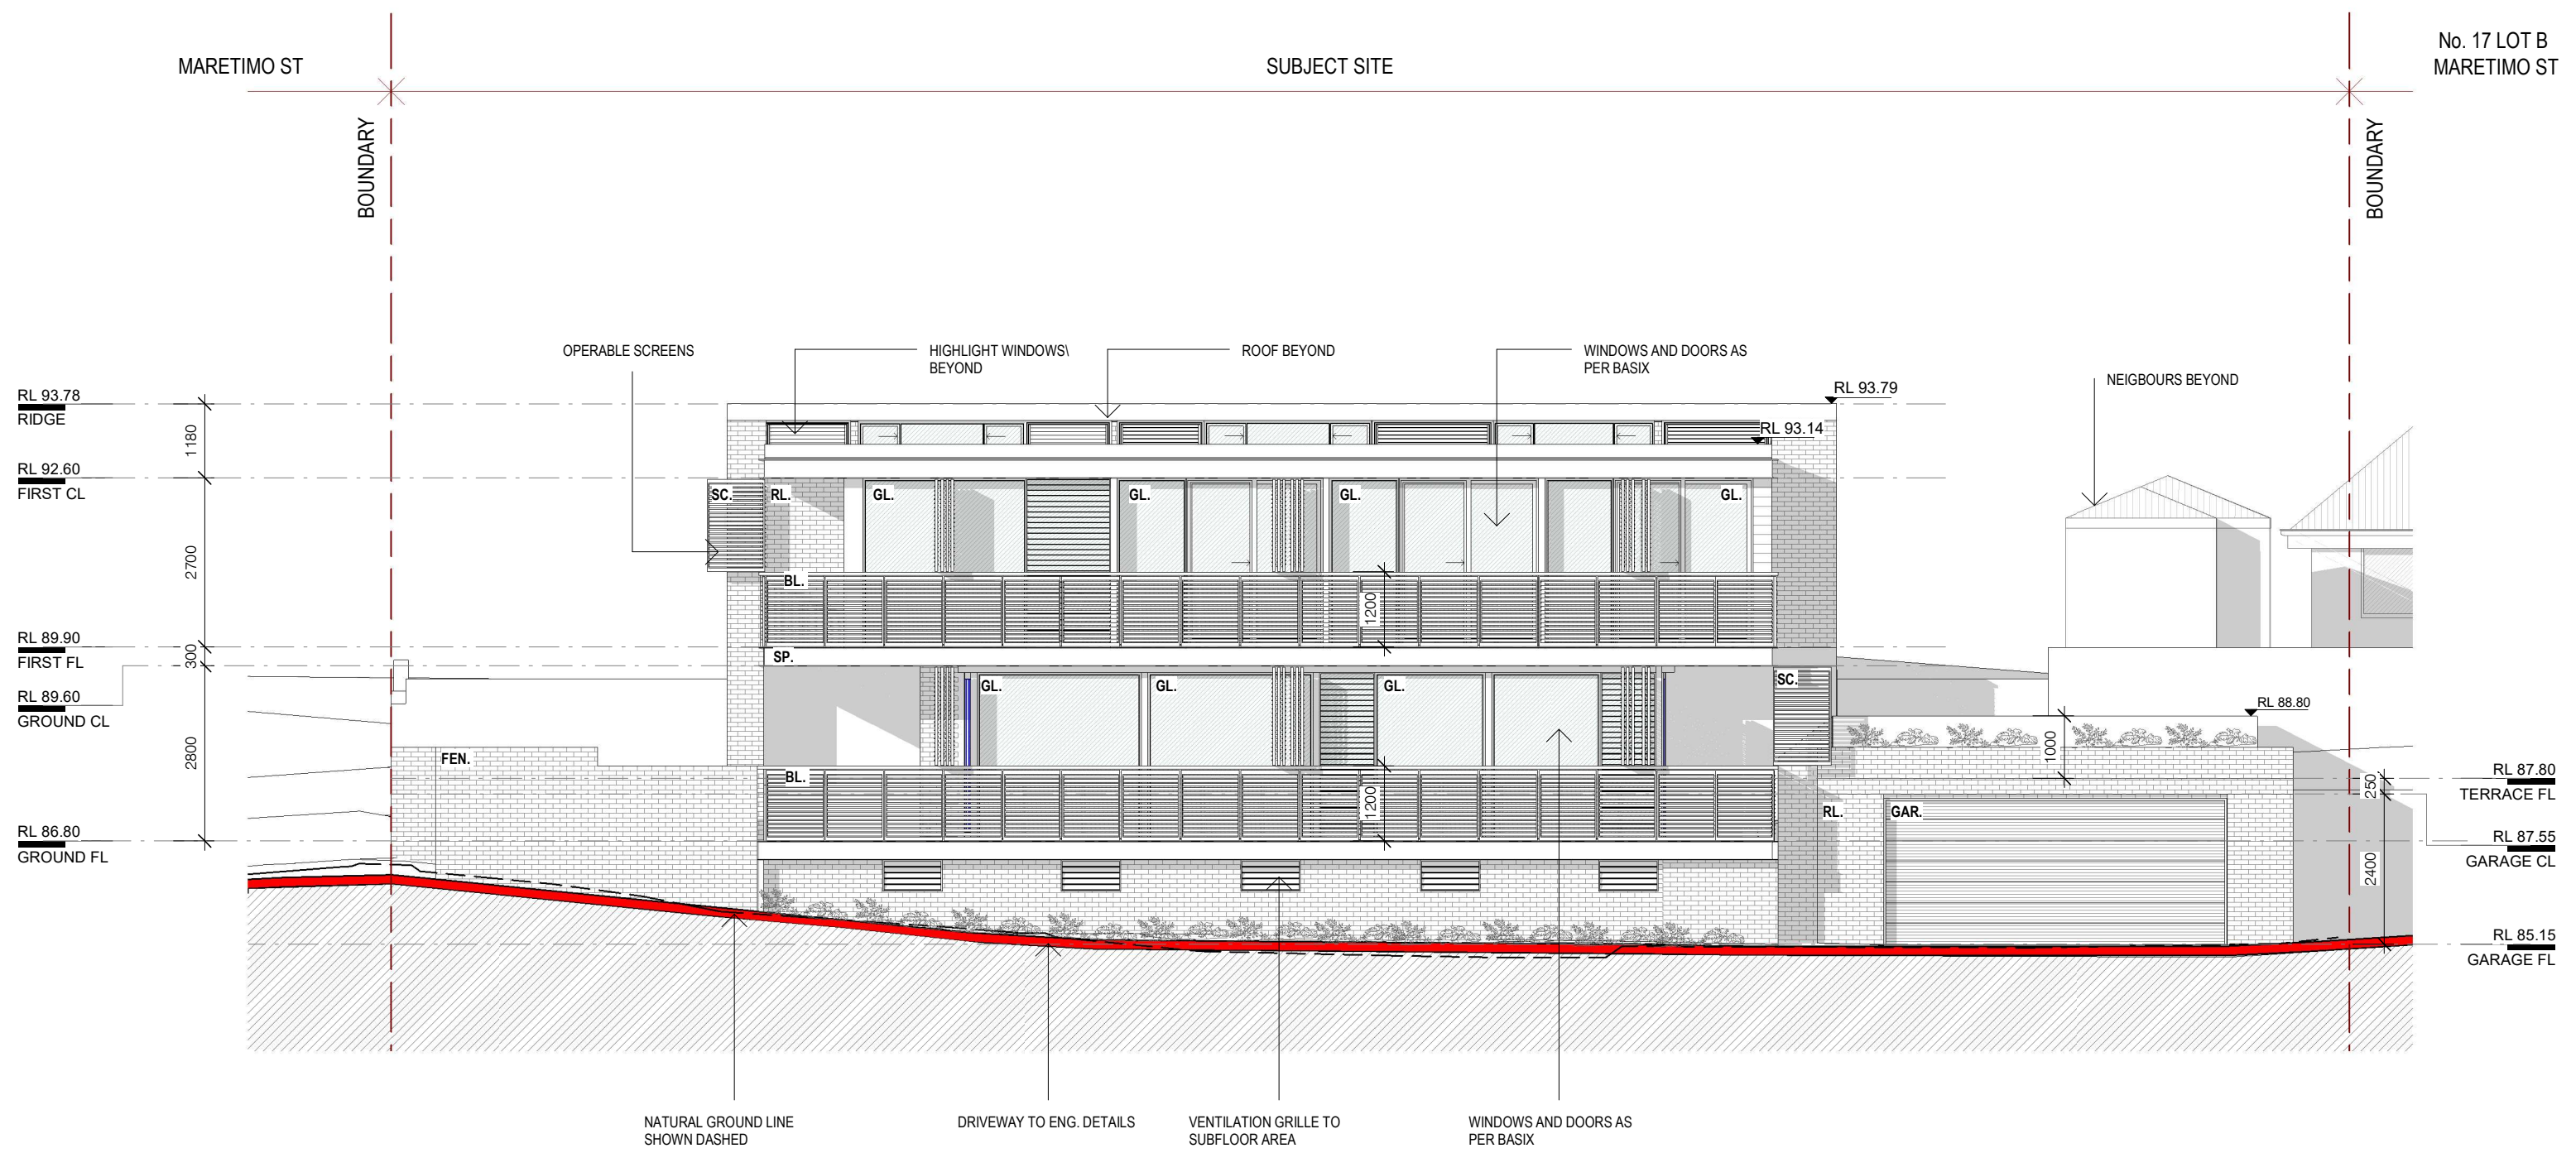 MARETIMO ST
SUBJECT SITE
No. 17 LOT B
MARETIMO ST
BOUNDARY
BOUNDARY
OPERABLE SCREENS
HIGHLIGHT WINDOWS\
BEYOND
ROOF BEYOND
WINDOWS AND DOORS AS
PER BASIX
NEIGBOURS BEYOND
RL 93.78
RIDGE
1180
RL 92.60
FIRST CL
2700
RL 89.90
FIRST FL
300
RL 89.60
GROUND CL
2800
RL 86.80
GROUND FL
RL 93.79
RL 93.14
SC.
RL.
GL.
GL.
GL.
GL.
BL.
1200
SP.
GL.
GL.
GL.
SC.
RL 88.80
1000
FEN.
BL.
1200
RL.
GAR.
RL 87.80
TERRACE FL
250
RL 87.55
GARAGE CL
2400
RL 85.15
GARAGE FL
NATURAL GROUND LINE
SHOWN DASHED
DRIVEWAY TO ENG. DETAILS
VENTILATION GRILLE TO
SUBFLOOR AREA
WINDOWS AND DOORS AS
PER BASIX